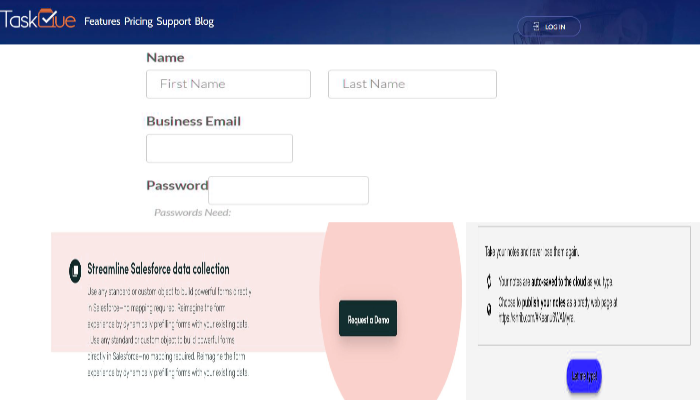 TaskQue
Features Pricing Support Blog
LOG IN
Name
First Name
Last Name
Business Email
Password
Passwords Need:
Streamline Salesforce data collection
Use any standard or custom object to build powerful forms directly
in Salesforce—no mapping required. Reimagine the form
experience by dynamically prefilling forms with your existing data.
Use any standard or custom object to build powerful forms
directly in Salesforce—no mapping required. Reimagine the form
experience by dynamically prefilling forms with your existing data.
Request a Demo
Take your notes and never lose them again.
Your notes are auto-saved to the cloud as you type.
Choose to publish your notes as a pretty web page at